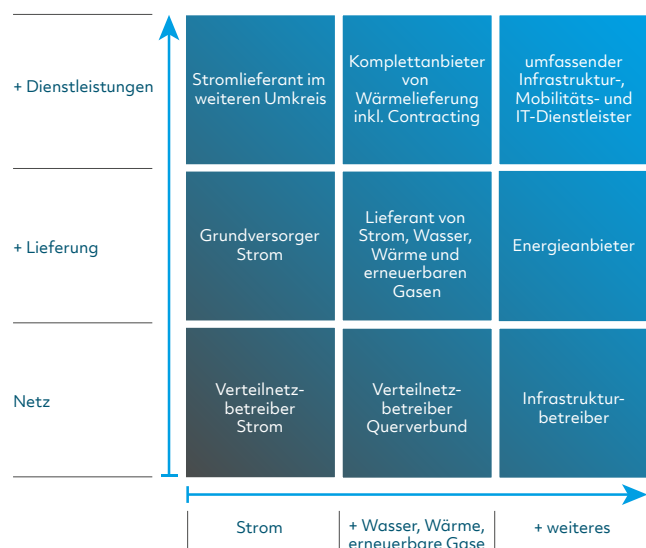 + Dienstleistungen
Stromlieferant im
weiteren Umkreis
Komplettanbieter
von
Wärmelieferung
inkl. Contracting
umfassender
Infrastruktur-,
Mobilitäts- und
IT-Dienstleister
+ Lieferung
Grundversorger
Strom
Lieferant von
Strom, Wasser,
Wärme und
erneuerbaren
Gasen
Energieanbieter
Netz
Verteilnetz-
betreiber
Strom
Verteilnetz-
betreiber
Querverbund
Infrastruktur-
betreiber
Strom
+ Wasser, Wärme,
erneuerbare Gase
+ weiteres